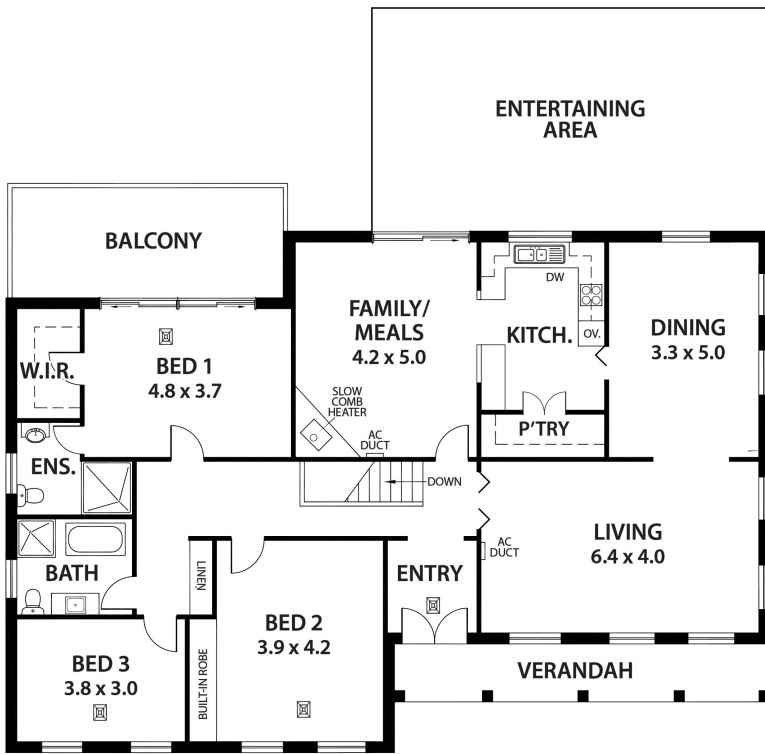 ENTERTAINING
AREA
BALCONY
FAMILY/
MEALS
4.2 x 5.0
DW
KITCH.
OV.
DINING
3.3 x 5.0
W.I.R.
BED 1
4.8 x 3.7
SLOW
COMB
HEATER
AC
DUCT
P'TRY
ENS.
DOWN
LIVING
6.4 x 4.0
AC
DUCT
BATH
LINEN
ENTRY
BED 2
3.9 x 4.2
BED 3
3.8 x 3.0
BUILT-IN ROBE
VERANDAH